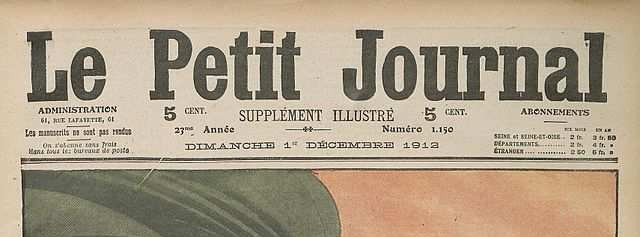 Le Petit Journal
ADMINISTRATION
61, RUE LAFAYETTE, 61
Les manuscrits ne sont pas rendus
On s'abonne sans frais
Dans tous les bureaux de poste
5 CENT. SUPPLÉMENT ILLUSTRÉ 5 CENT.
23me Année Numéro 1.150
DIMANCHE 1er DÉCEMBRE 1912
ABONNEMENTS
SIX MOIS UN AN
SEINE et SEINE-ET-OISE .. 2 fr. 3 fr. 50
DÉPARTEMENTS............ 2 fr. 4 fr. »
ÉTRANGER ............... 2 50 5 fr. »